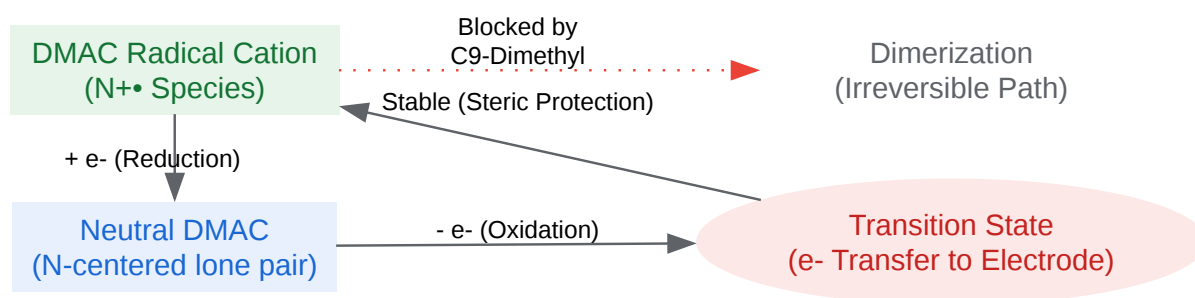 DMAC Radical Cation
(N+• Species)
Blocked by
C9-Dimethyl
Dimerization
(Irreversible Path)
Stable (Steric Protection)
+ e- (Reduction)
Neutral DMAC
(N-centered lone pair)
- e- (Oxidation)
Transition State
(e- Transfer to Electrode)